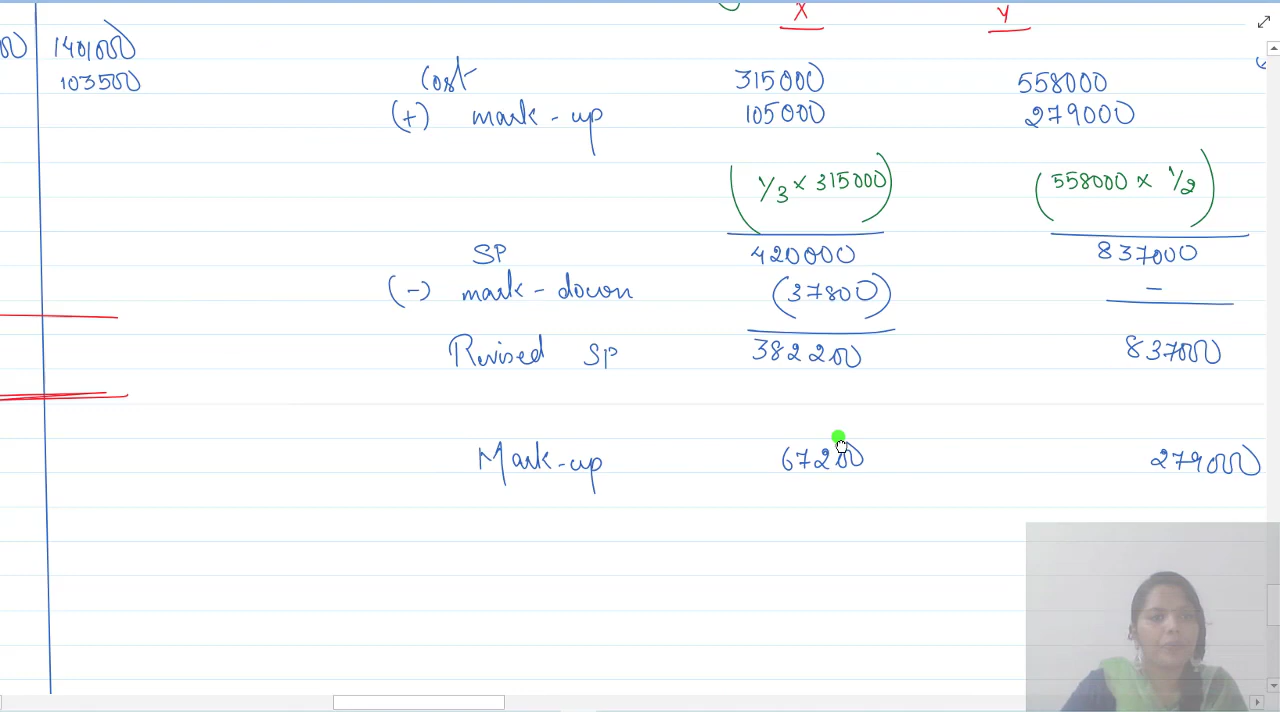 X Y
1401000
103500
Cost 315000 558000
(+) mark-up 105000 279000
(1/3 × 315000) (558000 × 1/2)
SP 420000 837000
(-) mark-down (37800) -
Revised SP 382200 837000
Mark-up 67200 279000